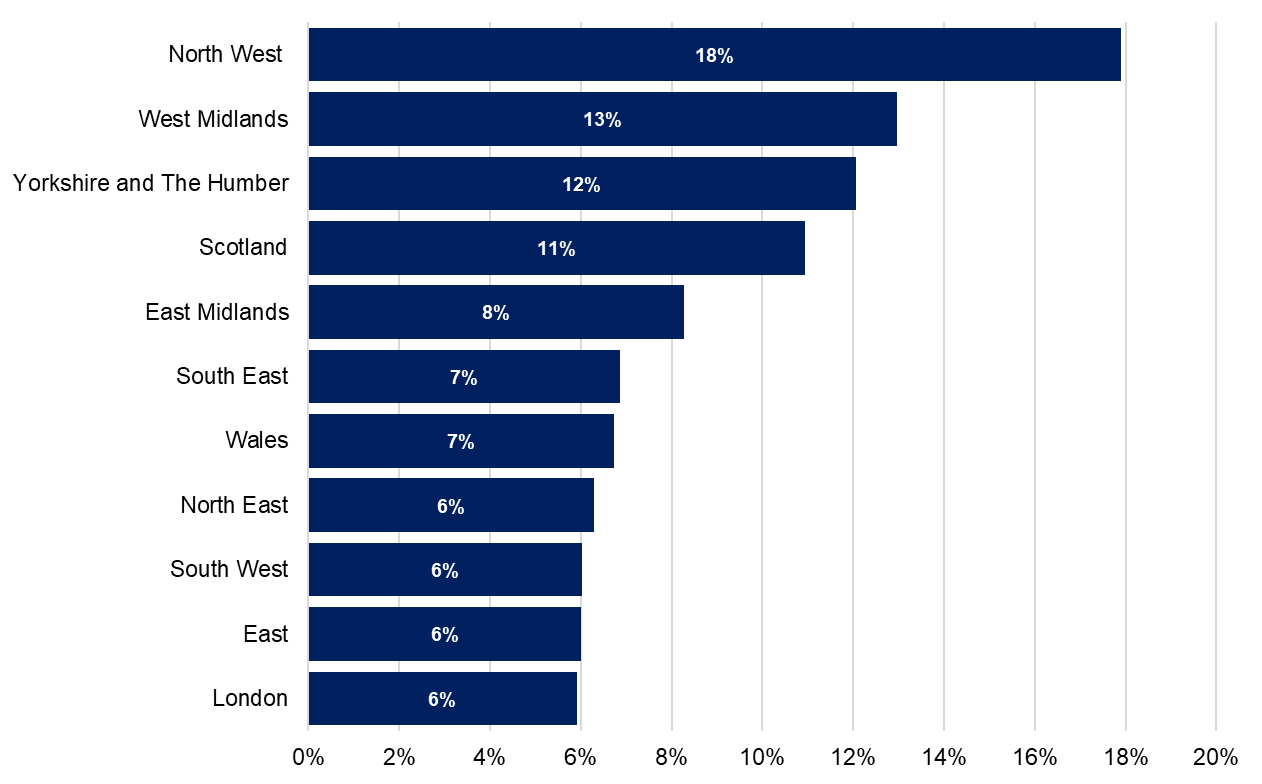 North West 18%
West Midlands 13%
Yorkshire and The Humber 12%
Scotland 11%
East Midlands 8%
South East 7%
Wales 7%
North East 6%
South West 6%
East 6%
London 6%
0% 2% 4% 6% 8% 10% 12% 14% 16% 18% 20%